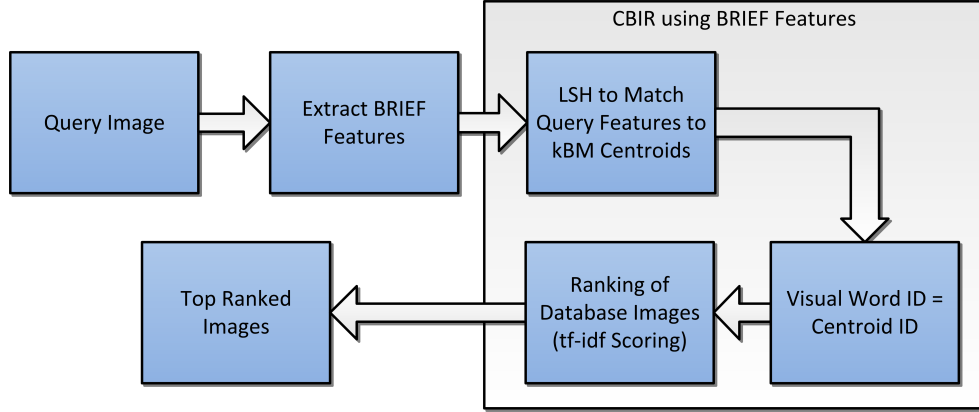 CBIR using BRIEF Features
Query Image
Extract BRIEF
Features
LSH to Match
Query Features to
kBM Centroids
Visual Word ID =
Centroid ID
Ranking of
Database Images
(tf-idf Scoring)
Top Ranked
Images